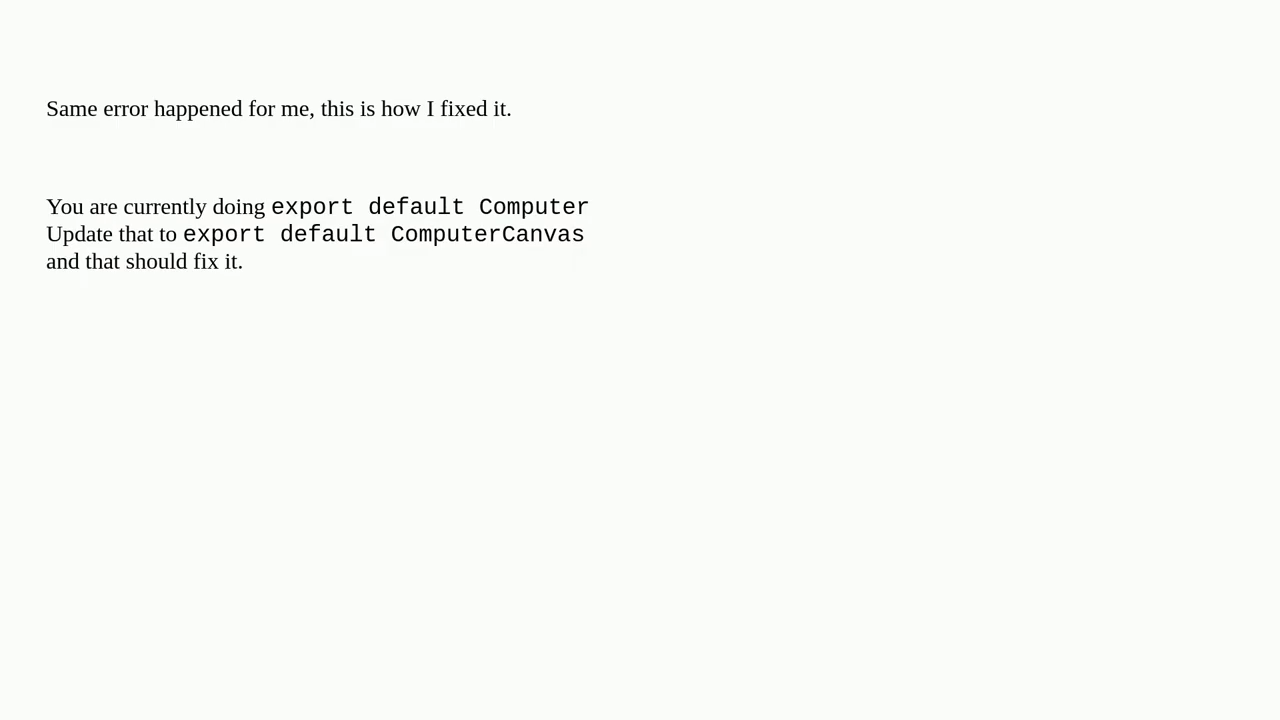 Same error happened for me, this is how I fixed it.
You are currently doing export default Computer
Update that to export default ComputerCanvas
and that should fix it.